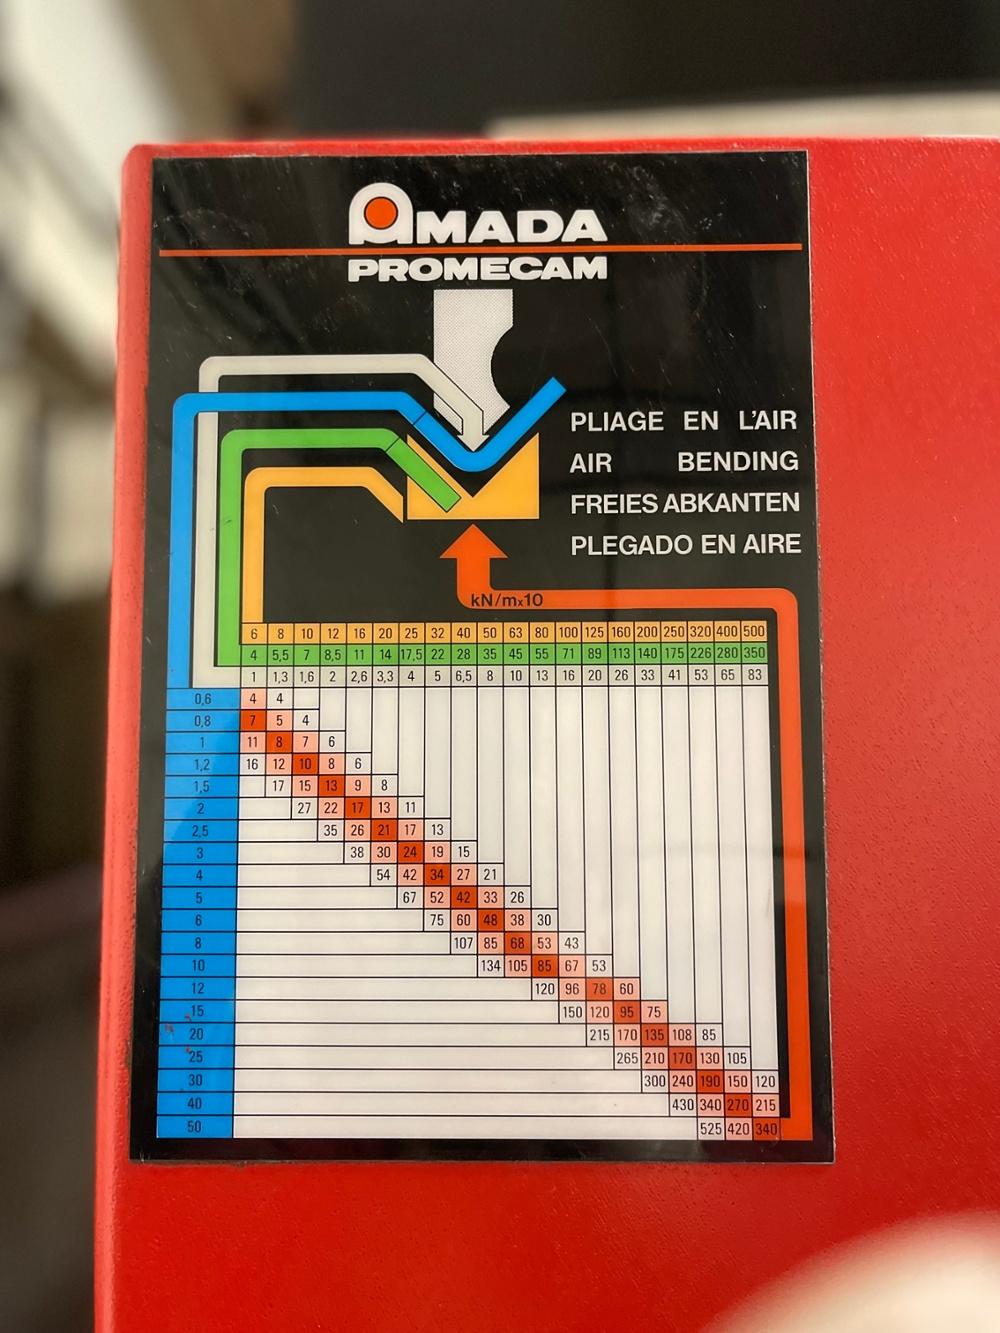 AMADA
PROMECAM
PLIAGE EN L'AIR
AIR BENDING
FREIES ABKANTEN
PLEGADO EN AIRE
kN/mx10
6 8 10 12 16 20 25 32 40 50 63 80 100 125 160 200 250 320 400 500
4 5,5 7 8,5 11 14 17,5 22 28 35 45 55 71 89 113 140 175 226 280 350
1 1,3 1,6 2 2,6 3,3 4 5 6,5 8 10 13 16 20 26 33 41 53 65 83
0,6 4 4
0,8 7 5 4
1 11 8 7 6
1,2 16 12 10 8 6
1,5 17 15 13 9 8
2 27 22 17 13 11
2,5 35 26 21 17 13
3 38 30 24 19 15
4 54 42 34 27 21
5 67 52 42 33 26
6 75 60 48 38 30
8 107 85 68 53 43
10 134 105 85 67 53
12 120 96 78 60
15 150 120 95 75
20 215 170 135 108 85
25 265 210 170 130 105
30 300 240 190 150 120
40 430 340 270 215
50 525 420 340